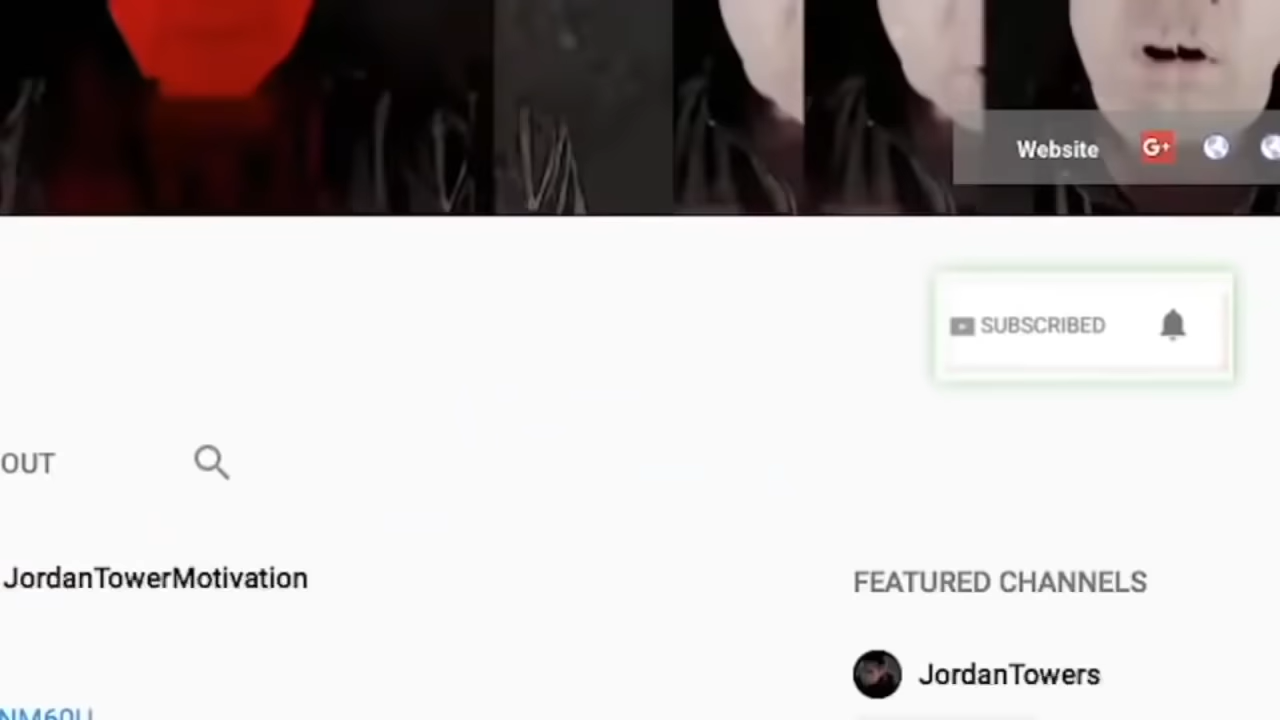 Website G+
SUBSCRIBED
OUT
JordanTowerMotivation
FEATURED CHANNELS
JordanTowers